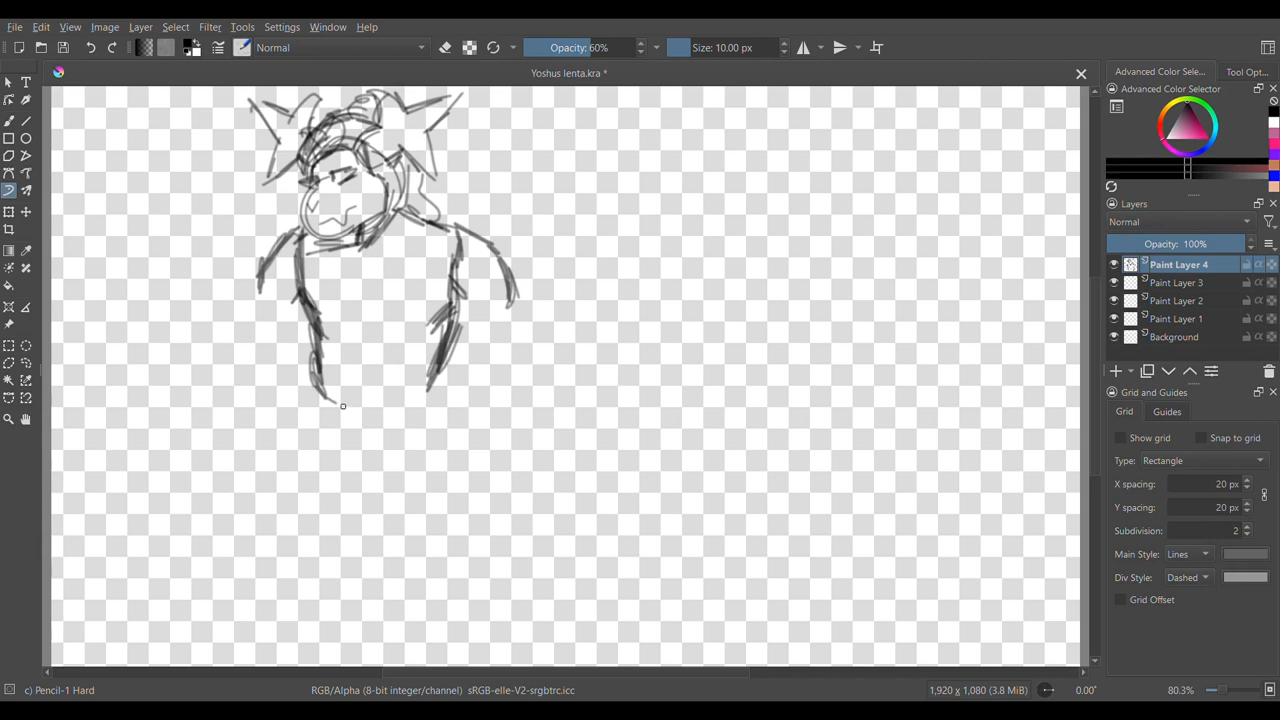 File Edit View Image Layer Select Filter Tools Settings Window Help
Normal Opacity: 60% Size: 10.00 px
Yoshus lenta.kra *
Advanced Color Sele... Tool Opt...
Advanced Color Selector
Layers
Normal
Opacity: 100%
Paint Layer 4
Paint Layer 3
Paint Layer 2
Paint Layer 1
Background
Grid and Guides
Grid Guides
Show grid Snap to grid
Type: Rectangle
X spacing: 20 px
Y spacing: 20 px
Subdivision: 2
Main Style: Lines
Div Style: Dashed
Grid Offset
c) Pencil-1 Hard RGB/Alpha (8-bit integer/channel) sRGB-elle-V2-srgbtrc.icc 1,920 x 1,080 (3.8 MiB) 0.00° 80.3%